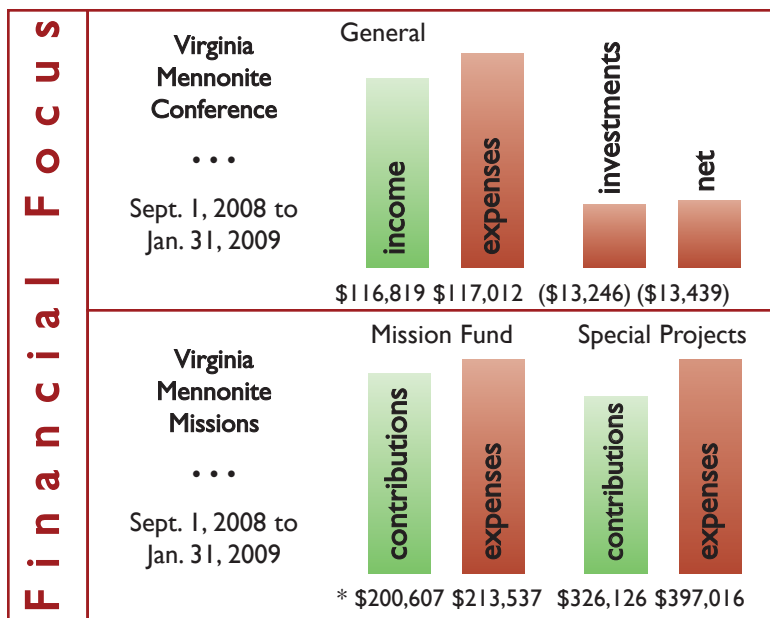 Financial Focus
Virginia
Mennonite
Conference
• • •
Sept. 1, 2008 to
Jan. 31, 2009
General
income
expenses
investments
net
$116,819 $117,012 ($13,246) ($13,439)
Virginia
Mennonite
Missions
• • •
Sept. 1, 2008 to
Jan. 31, 2009
Mission Fund
Special Projects
contributions
expenses
contributions
expenses
* $200,607 $213,537 $326,126 $397,016